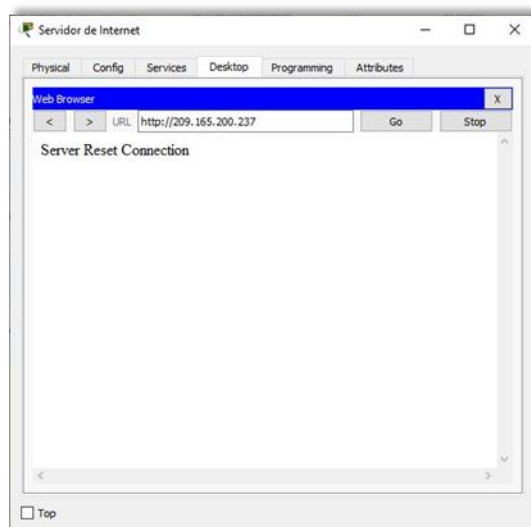 Servidor de Internet
Physical Config Services Desktop Programming Attributes
Web Browser X
< > URL http://209.165.200.237 Go Stop
Server Reset Connection
Top